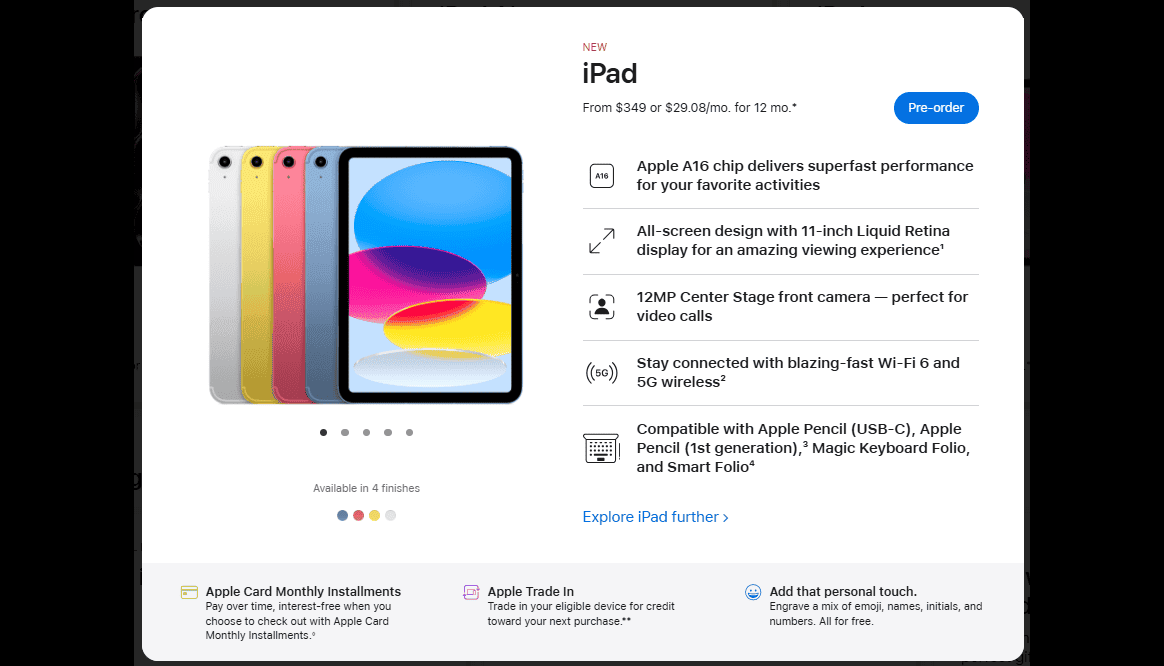 NEW
iPad
From $349 or $29.08/mo. for 12 mo.*
Pre-order
A16
Apple A16 chip delivers superfast performance
for your favorite activities
All-screen design with 11-inch Liquid Retina
display for an amazing viewing experience¹
12MP Center Stage front camera — perfect for
video calls
5G
Stay connected with blazing-fast Wi-Fi 6 and
5G wireless²
Compatible with Apple Pencil (USB-C), Apple
Pencil (1st generation),³ Magic Keyboard Folio,
and Smart Folio⁴
Explore iPad further >
Available in 4 finishes
Apple Card Monthly Installments
Pay over time, interest-free when you
choose to check out with Apple Card
Monthly Installments.◊
Apple Trade In
Trade in your eligible device for credit
toward your next purchase.**
Add that personal touch.
Engrave a mix of emoji, names, initials, and
numbers. All for free.